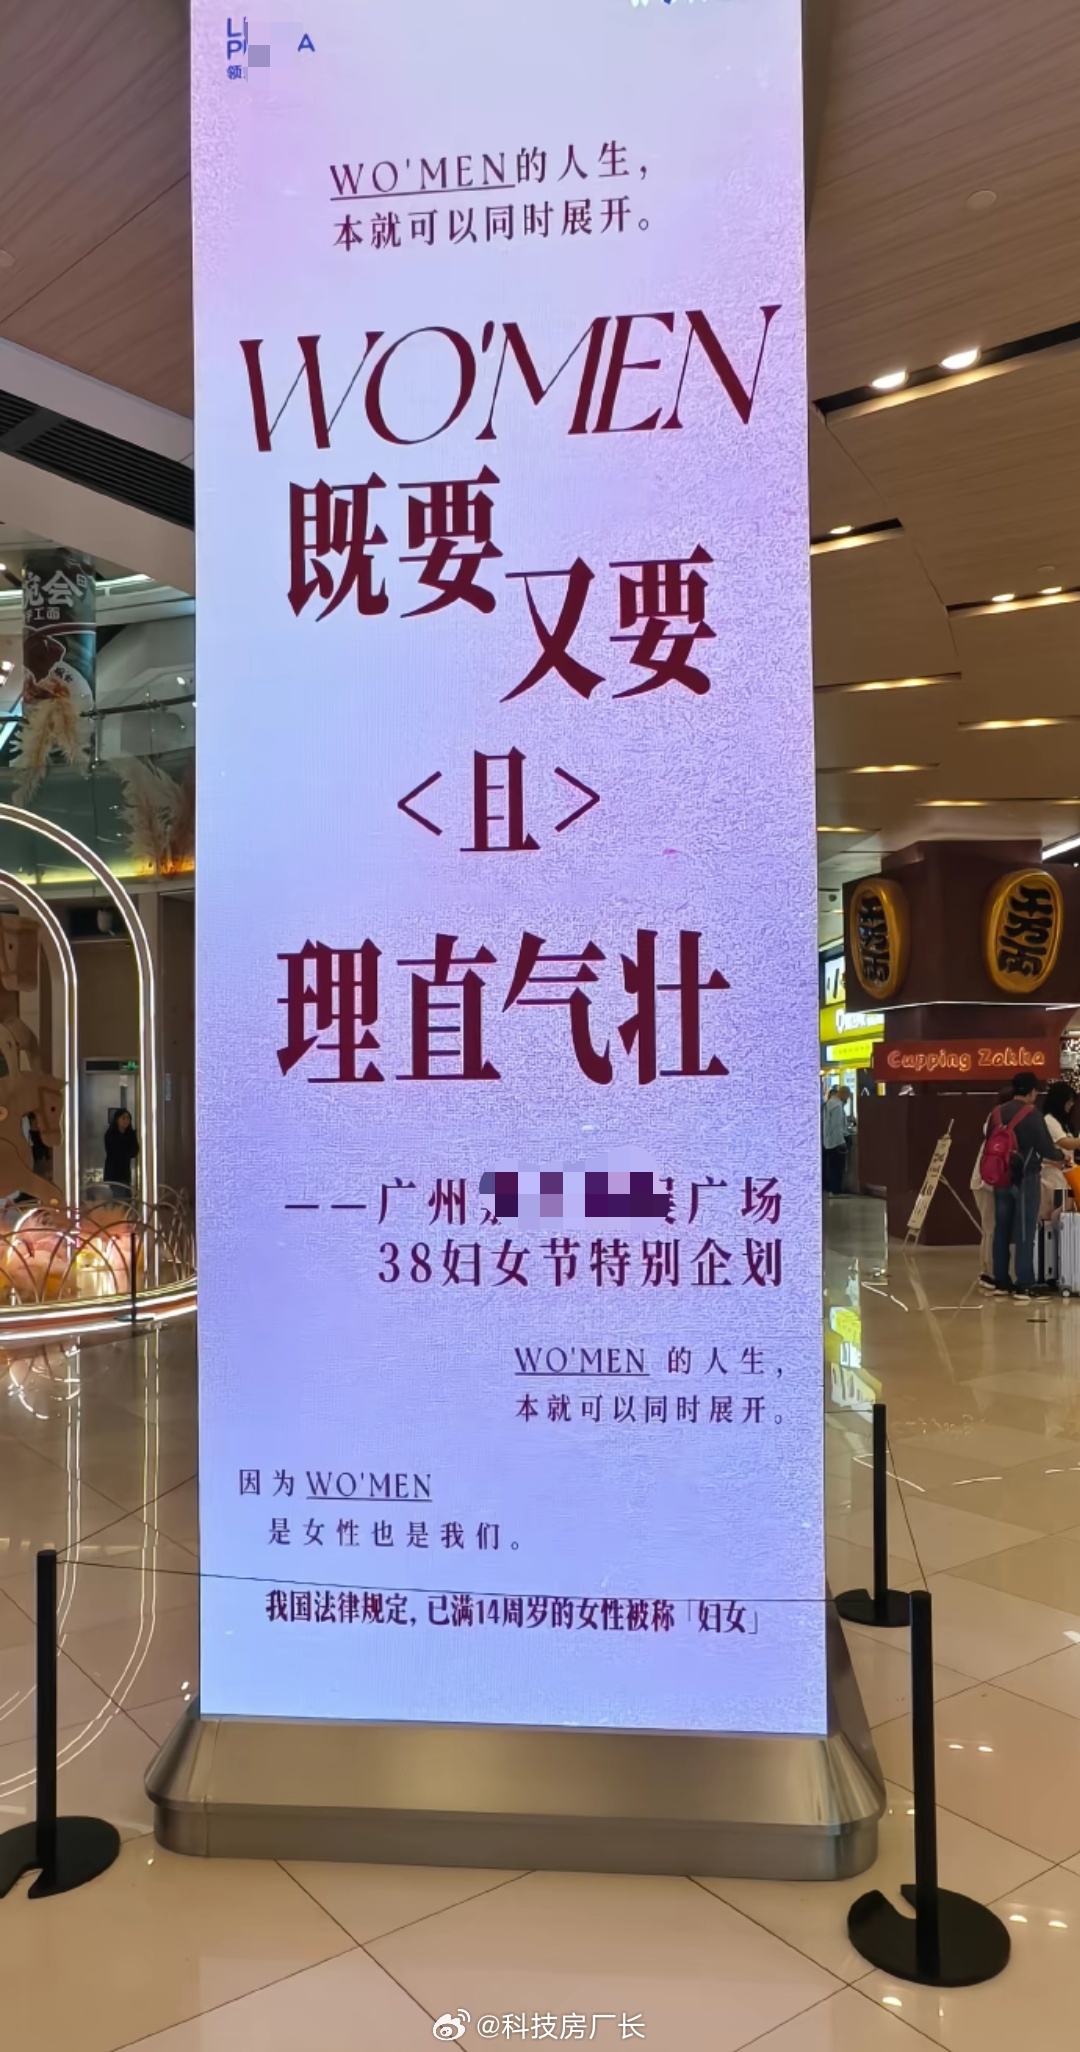 领
A
WO'MEN的人生，
本就可以同时展开。
WO'MEN
既要
又要
<且>
理直气壮
——广州 广场
38妇女节特别企划
WO'MEN 的人生，
本就可以同时展开。
因为WO'MEN
是女性也是我们。
我国法律规定，已满14周岁的女性被称「妇女」
Cupping Zokka
@科技房厂长